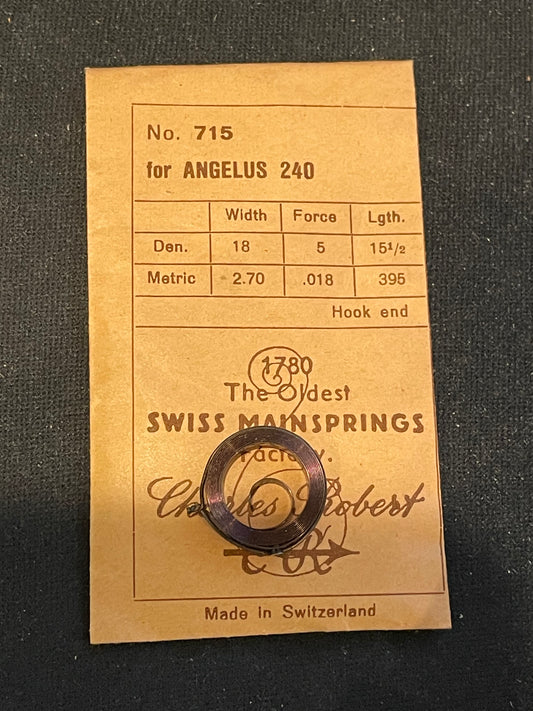 No. 715
for ANGELUS 240
Width Force Lgth.
Den. 18 5 15½
Metric 2.70 .018 395
Hook end
1780
The Oldest
SWISS MAINSPRINGS
Factory.
Charles Robert
CR
Made in Switzerland